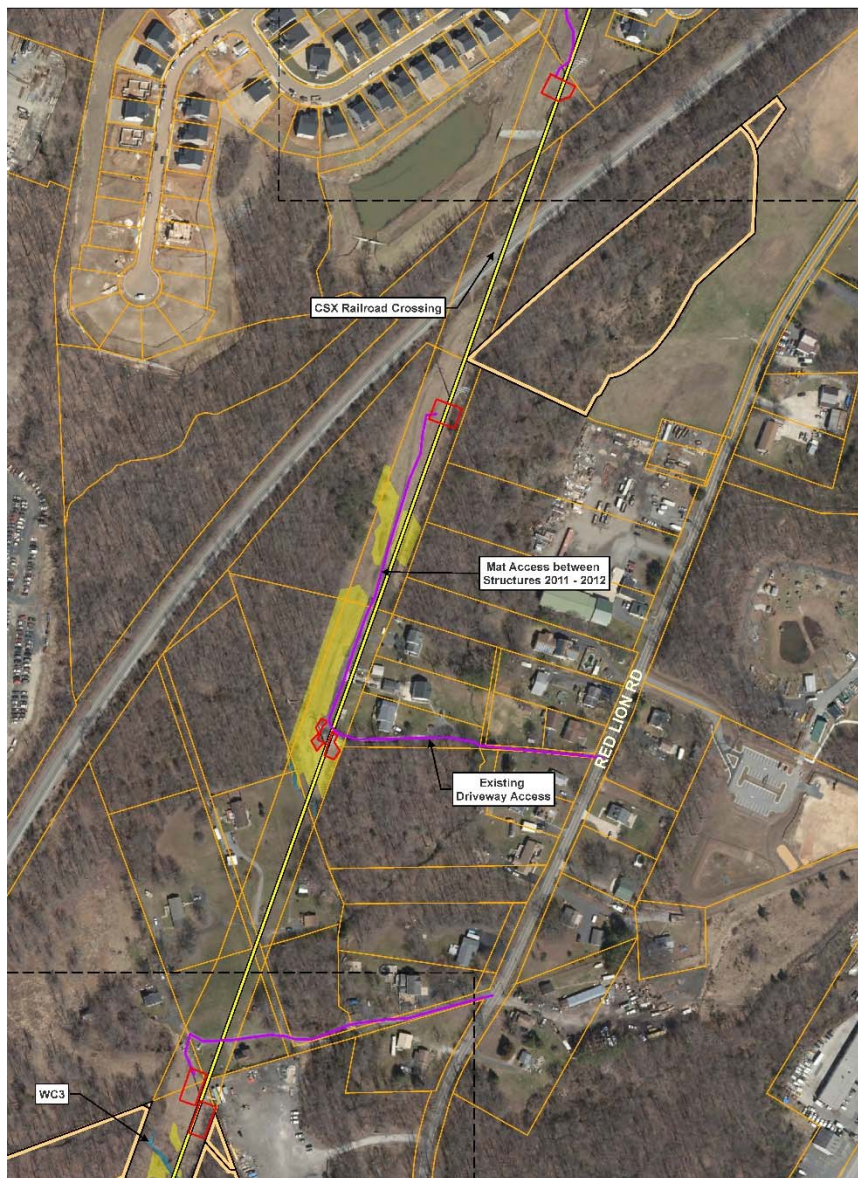 CSX Railroad Crossing
Mat Access between
Structures 2011 - 2012
RED LION RD
Existing
Driveway Access
WC3